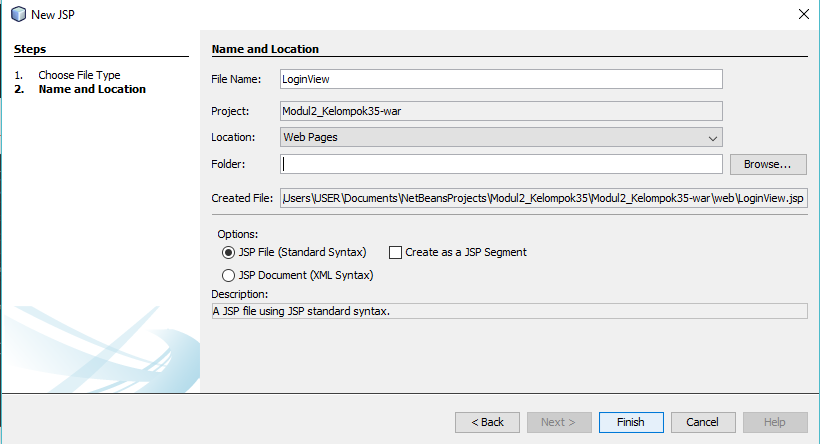 New JSP
Steps
1. Choose File Type
2. Name and Location
Name and Location
File Name: LoginView
Project: Modul2_Kelompok35-war
Location: Web Pages
Folder: Browse...
Created File: Users\USER\Documents\NetBeansProjects\Modul2_Kelompok35\Modul2_Kelompok35-war\web\LoginView.jsp
Options:
JSP File (Standard Syntax) Create as a JSP Segment
JSP Document (XML Syntax)
Description:
A JSP file using JSP standard syntax.
< Back Next > Finish Cancel Help